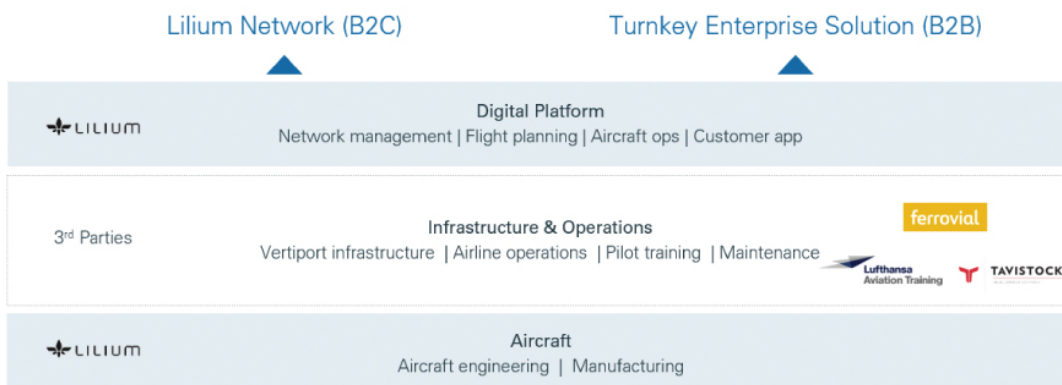 Lilium Network (B2C)
Turnkey Enterprise Solution (B2B)
LILIUM
Digital Platform
Network management | Flight planning | Aircraft ops | Customer app
3rd Parties
Infrastructure & Operations
Vertiport infrastructure | Airline operations | Pilot training | Maintenance
ferrovial
Lufthansa
Aviation Training
TAVISTOCK
LILIUM
Aircraft
Aircraft engineering | Manufacturing